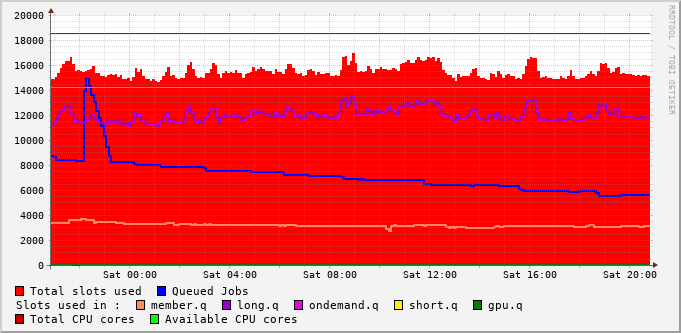 20000
18000
16000
14000
12000
10000
8000
6000
4000
2000
0
Sat 00:00 Sat 04:00 Sat 08:00 Sat 12:00 Sat 16:00 Sat 20:00
Total slots used Queued Jobs
Slots used in : member.q long.q ondemand.q short.q gpu.q
Total CPU cores Available CPU cores
RRDTOOL / TOBI OETIKER